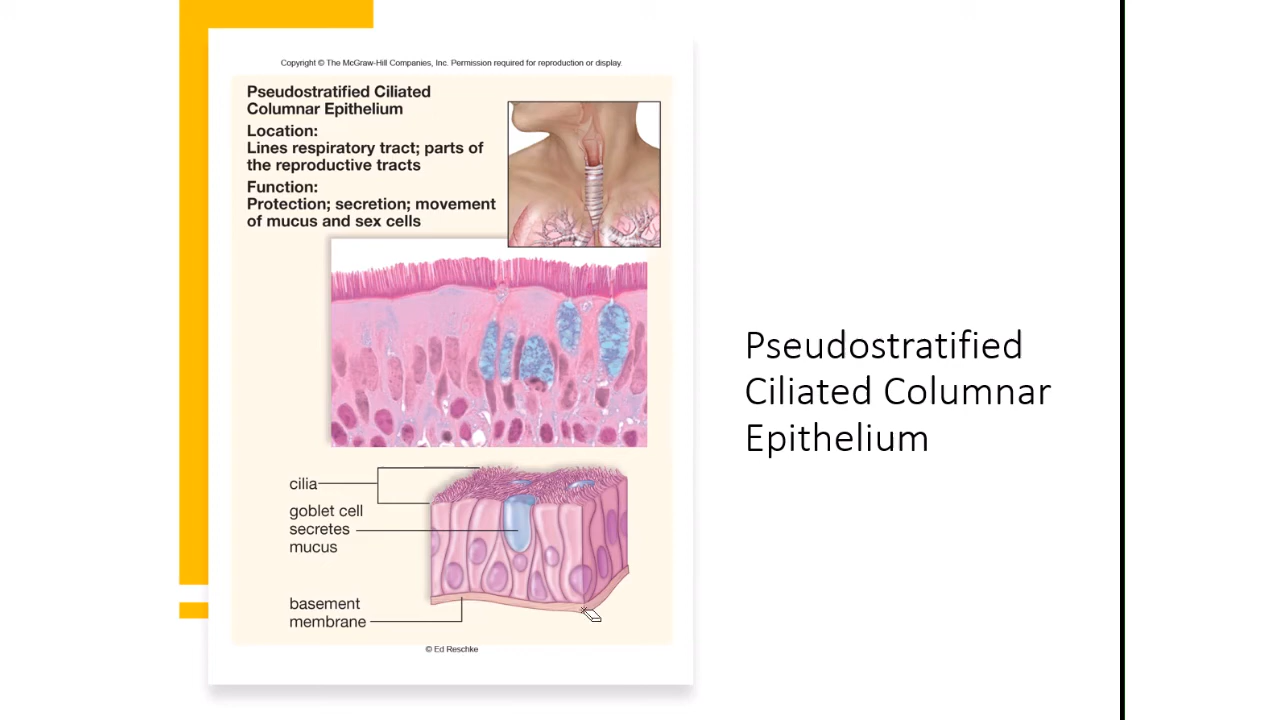 Copyright © The McGraw-Hill Companies, Inc. Permission required for reproduction or display.
Pseudostratified Ciliated
Columnar Epithelium
Location:
Lines respiratory tract; parts of
the reproductive tracts
Function:
Protection; secretion; movement
of mucus and sex cells
cilia
goblet cell
secretes
mucus
basement
membrane
© Ed Reschke
Pseudostratified
Ciliated Columnar
Epithelium